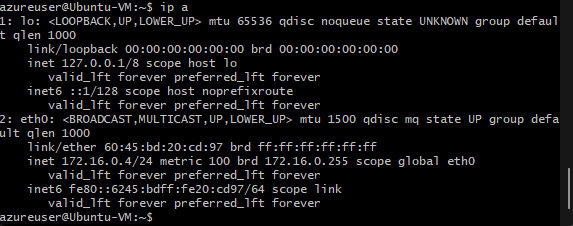 azureuser@Ubuntu-VM:~$ ip a
1: lo: <LOOPBACK,UP,LOWER_UP> mtu 65536 qdisc noqueue state UNKNOWN group defaul
t qlen 1000
    link/loopback 00:00:00:00:00:00 brd 00:00:00:00:00:00
    inet 127.0.0.1/8 scope host lo
       valid_lft forever preferred_lft forever
    inet6 ::1/128 scope host noprefixroute
       valid_lft forever preferred_lft forever
2: eth0: <BROADCAST,MULTICAST,UP,LOWER_UP> mtu 1500 qdisc mq state UP group defa
ult qlen 1000
    link/ether 60:45:bd:20:cd:97 brd ff:ff:ff:ff:ff:ff
    inet 172.16.0.4/24 metric 100 brd 172.16.0.255 scope global eth0
       valid_lft forever preferred_lft forever
    inet6 fe80::6245:bdff:fe20:cd97/64 scope link
       valid_lft forever preferred_lft forever
azureuser@Ubuntu-VM:~$